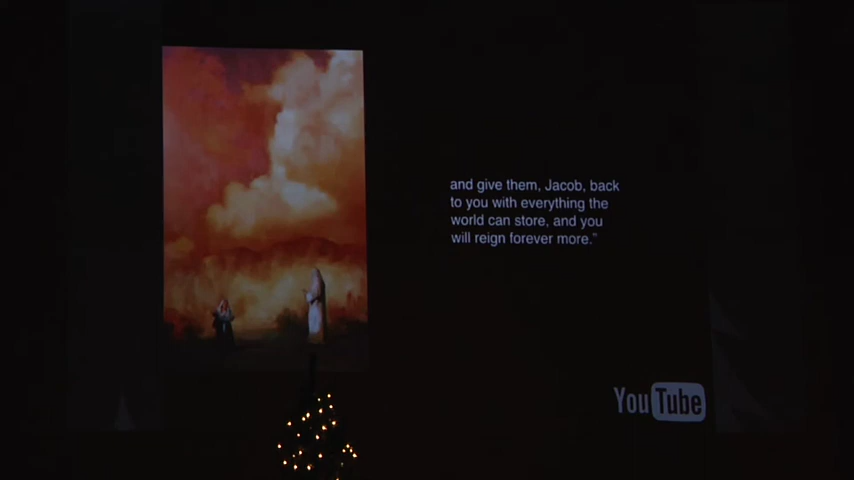 and give them, Jacob, back
to you with everything the
world can store, and you
will reign forever more."
YouTube